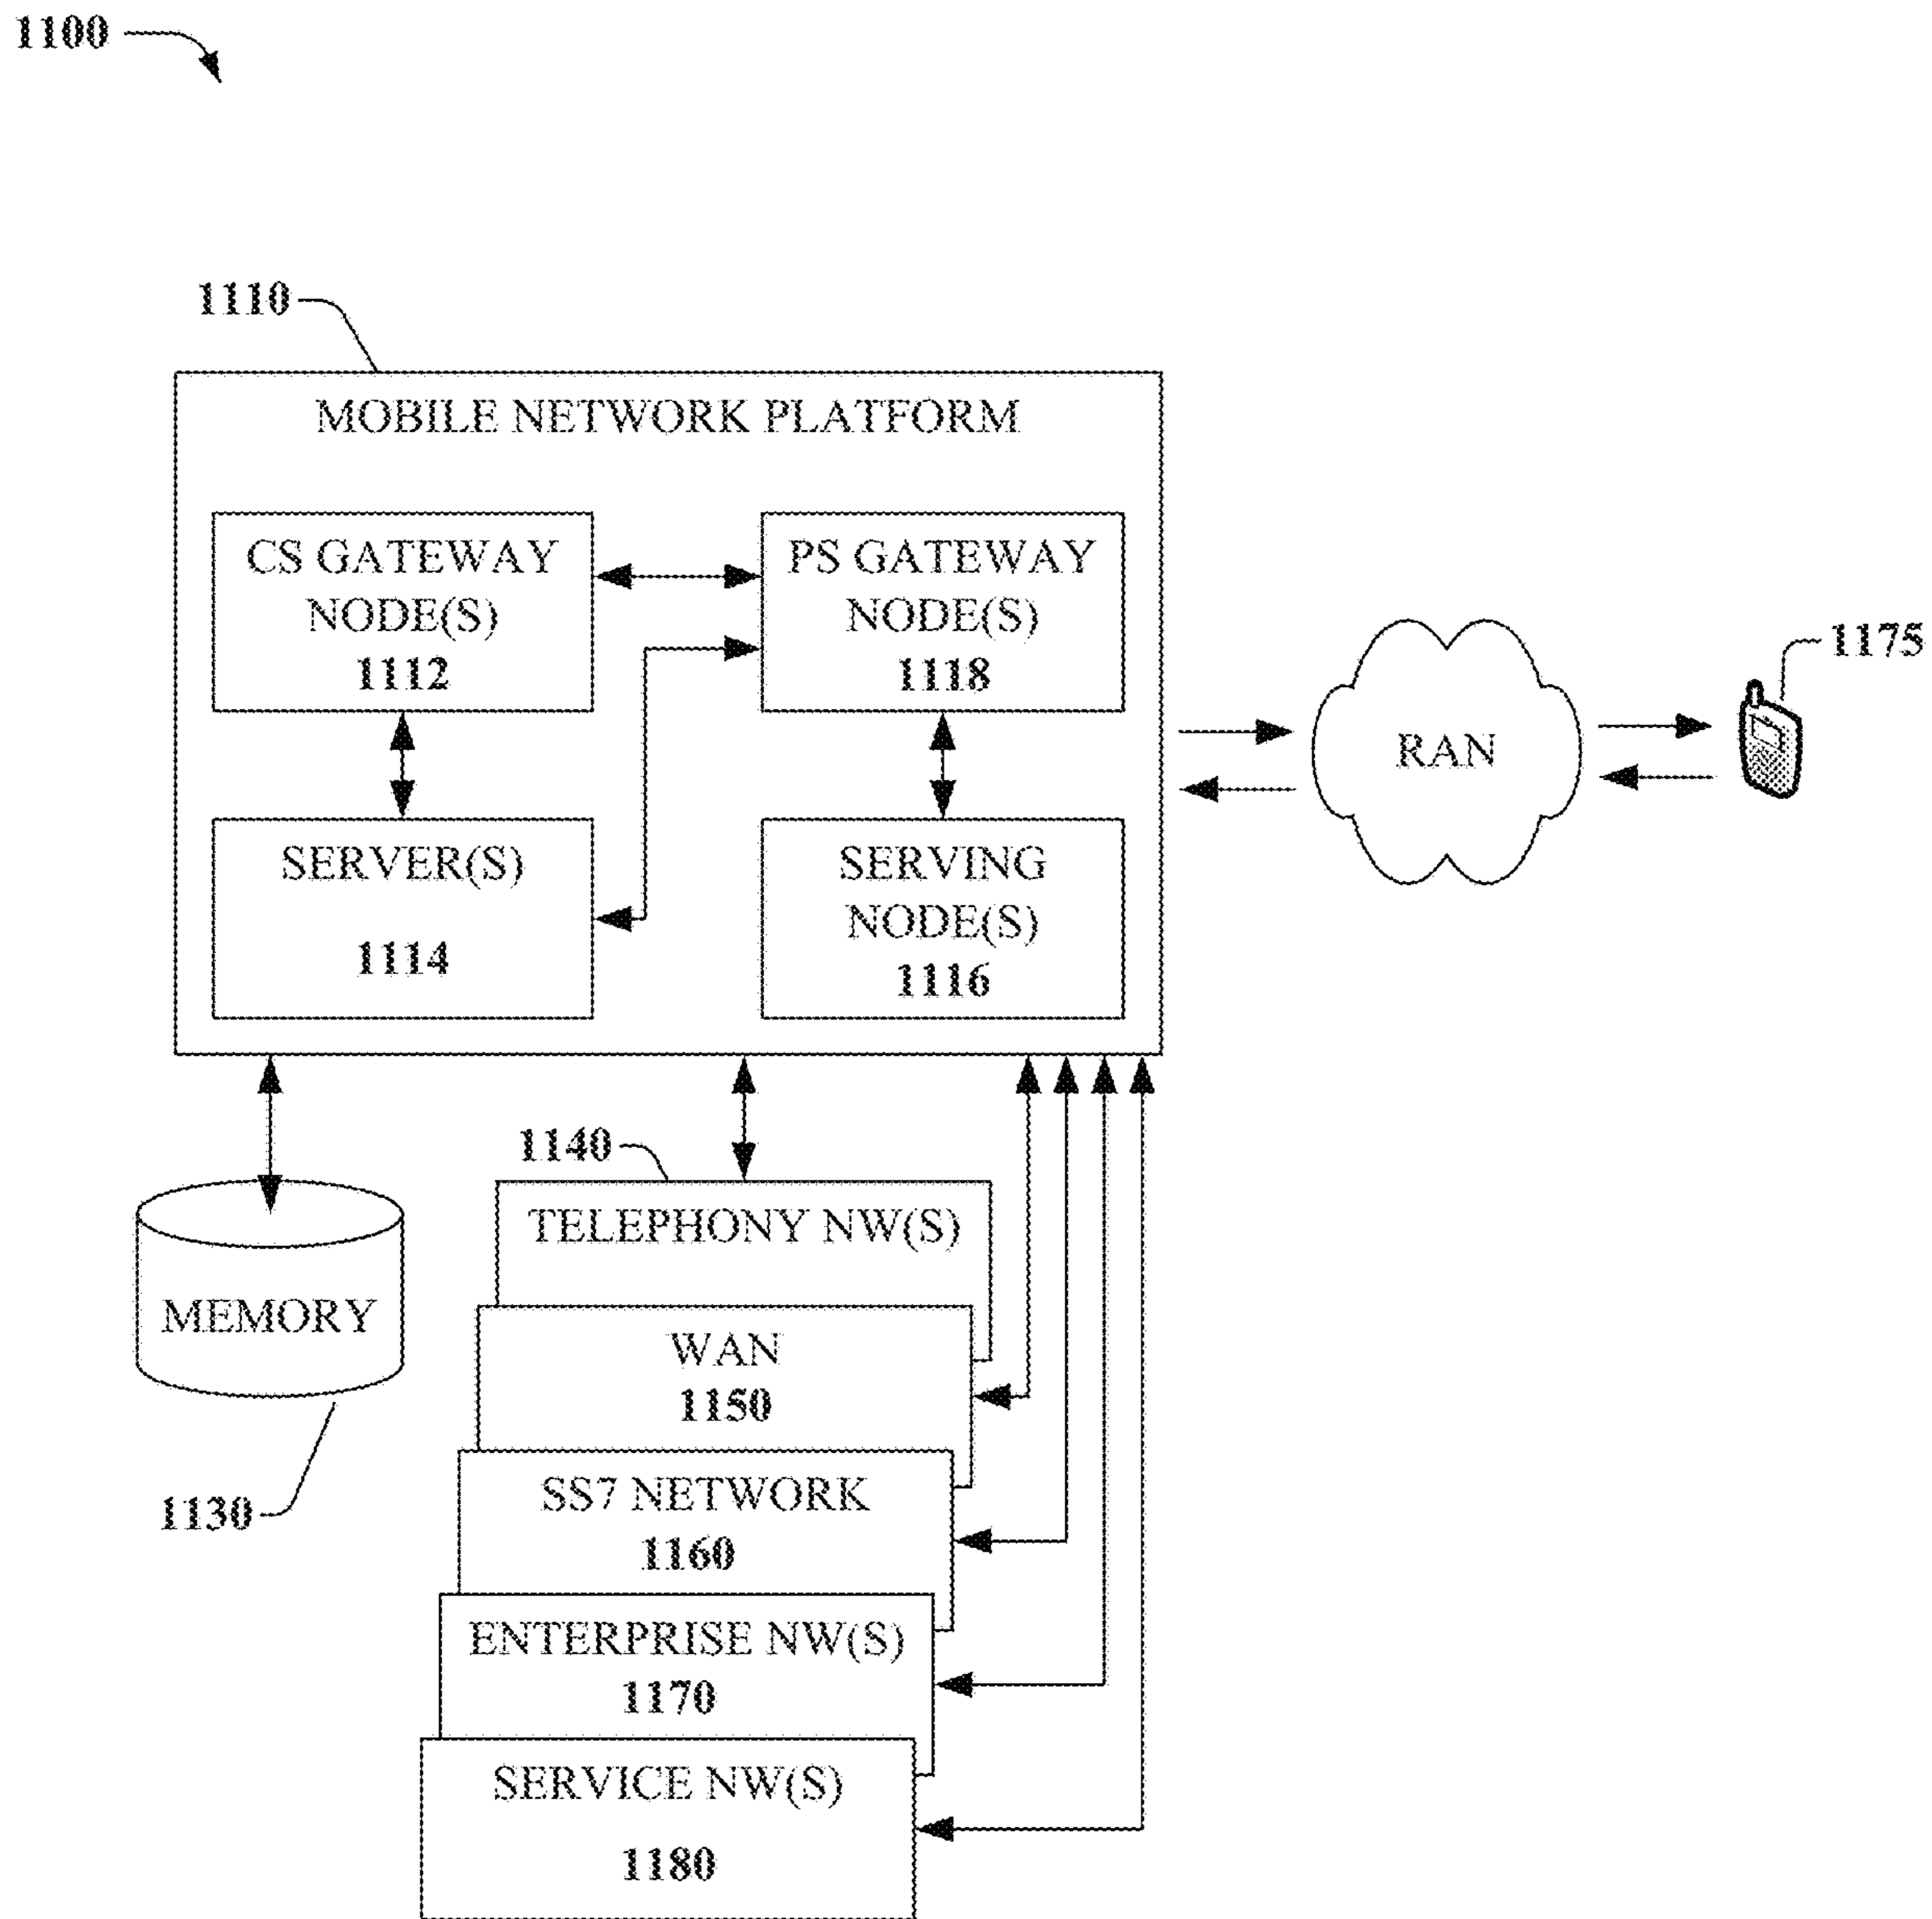 1100
1110
MOBILE NETWORK PLATFORM
CS GATEWAY
NODE(S)
1112
PS GATEWAY
NODE(S)
1118
SERVER(S)
1114
SERVING
NODE(S)
1116
RAN
1175
1140
TELEPHONY NW(S)
MEMORY
1130
WAN
1150
SS7 NETWORK
1160
ENTERPRISE NW(S)
1170
SERVICE NW(S)
1180